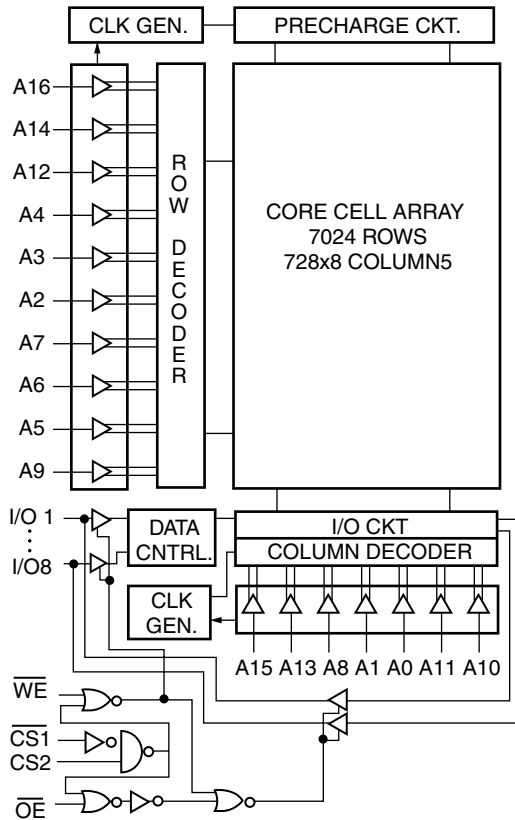 CLK GEN.
PRECHARGE CKT.
A16
A14
A12
A4
A3
A2
A7
A6
A5
A9
ROW DECODER
CORE CELL ARRAY
7024 ROWS
728x8 COLUMN5
I/O 1
I/O8
DATA
CNTRL.
I/O CKT
COLUMN DECODER
CLK
GEN.
A15 A13 A8 A1 A0 A11 A10
WE
CS1
CS2
OE